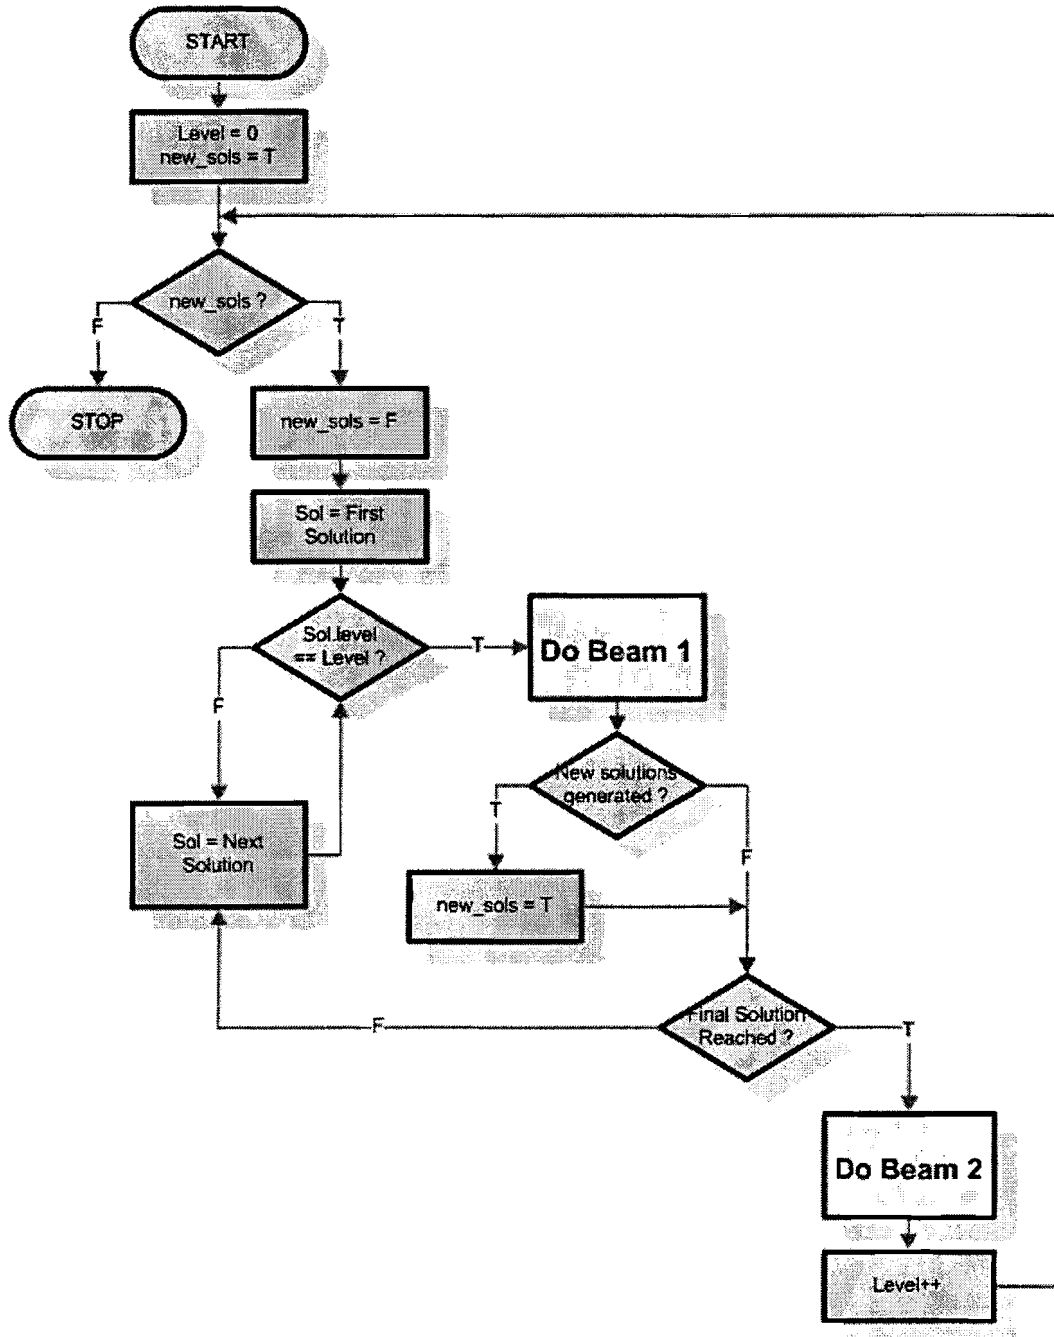 START
Level = 0
new_sols = T
new_sols ?
F
T
STOP
new_sols = F
Sol = First
Solution
Sol.level
== Level ?
T
Do Beam 1
F
New solutions
generated ?
T
Sol = Next
Solution
F
new_sols = T
Final Solution
Reached ?
F
T
Do Beam 2
Level++